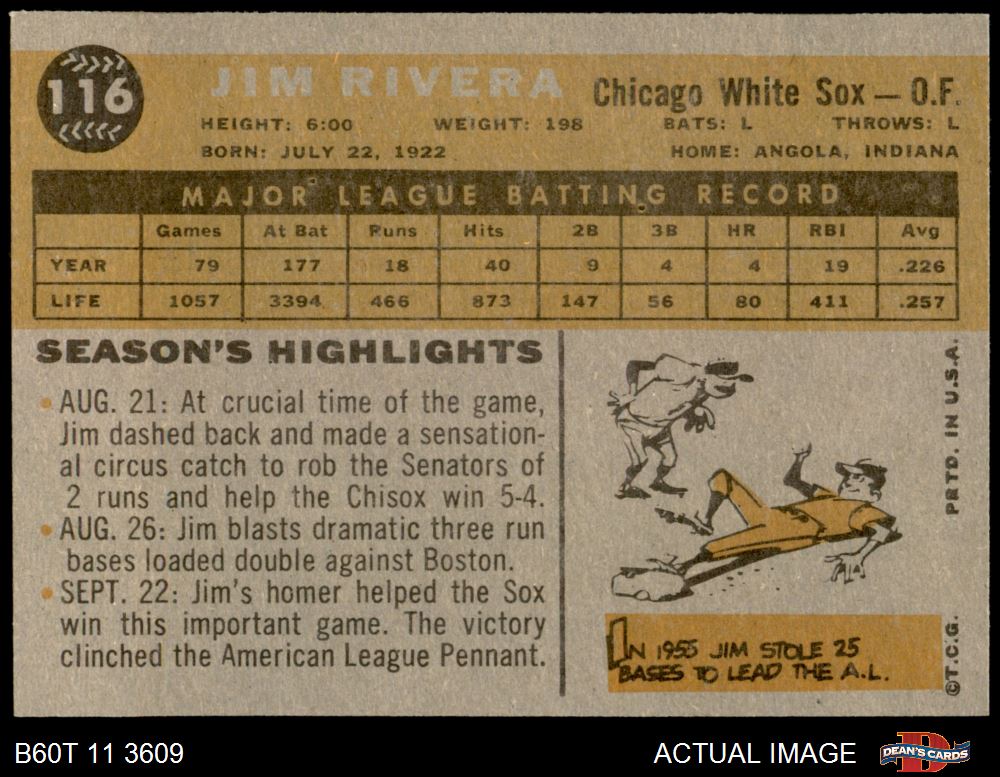 116
JIM RIVERA Chicago White Sox — O.F.
HEIGHT: 6:00 WEIGHT: 198 BATS: L THROWS: L
BORN: JULY 22, 1922 HOME: ANGOLA, INDIANA
MAJOR LEAGUE BATTING RECORD
Games At Bat Runs Hits 2B 3B HR RBI Avg
YEAR 79 177 18 40 9 4 4 19 .226
LIFE 1057 3394 466 873 147 56 80 411 .257
SEASON'S HIGHLIGHTS
• AUG. 21: At crucial time of the game,
Jim dashed back and made a sensation-
al circus catch to rob the Senators of
2 runs and help the Chisox win 5-4.
• AUG. 26: Jim blasts dramatic three run
bases loaded double against Boston.
• SEPT. 22: Jim's homer helped the Sox
win this important game. The victory
clinched the American League Pennant.
IN 1955 JIM STOLE 25
BASES TO LEAD THE A.L.
©T.C.G. PRTD. IN U.S.A.
B60T 11 3609 ACTUAL IMAGE D DEAN'S CARDS